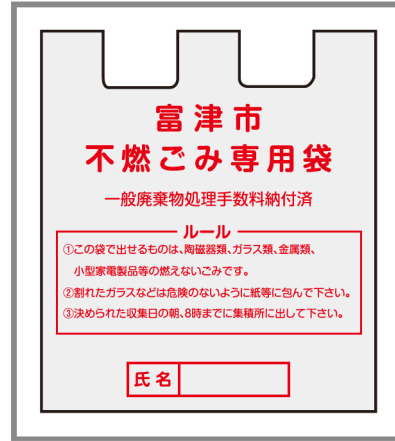 富津市
不燃ごみ専用袋
一般廃棄物処理手数料納付済
ルール
①この袋で出せるものは、陶磁器類、ガラス類、金属類、
小型家電製品等の燃えないごみです。
②割れたガラスなどは危険のないように紙等に包んで下さい。
③決められた収集日の朝、8時までに集積所に出して下さい。
氏名